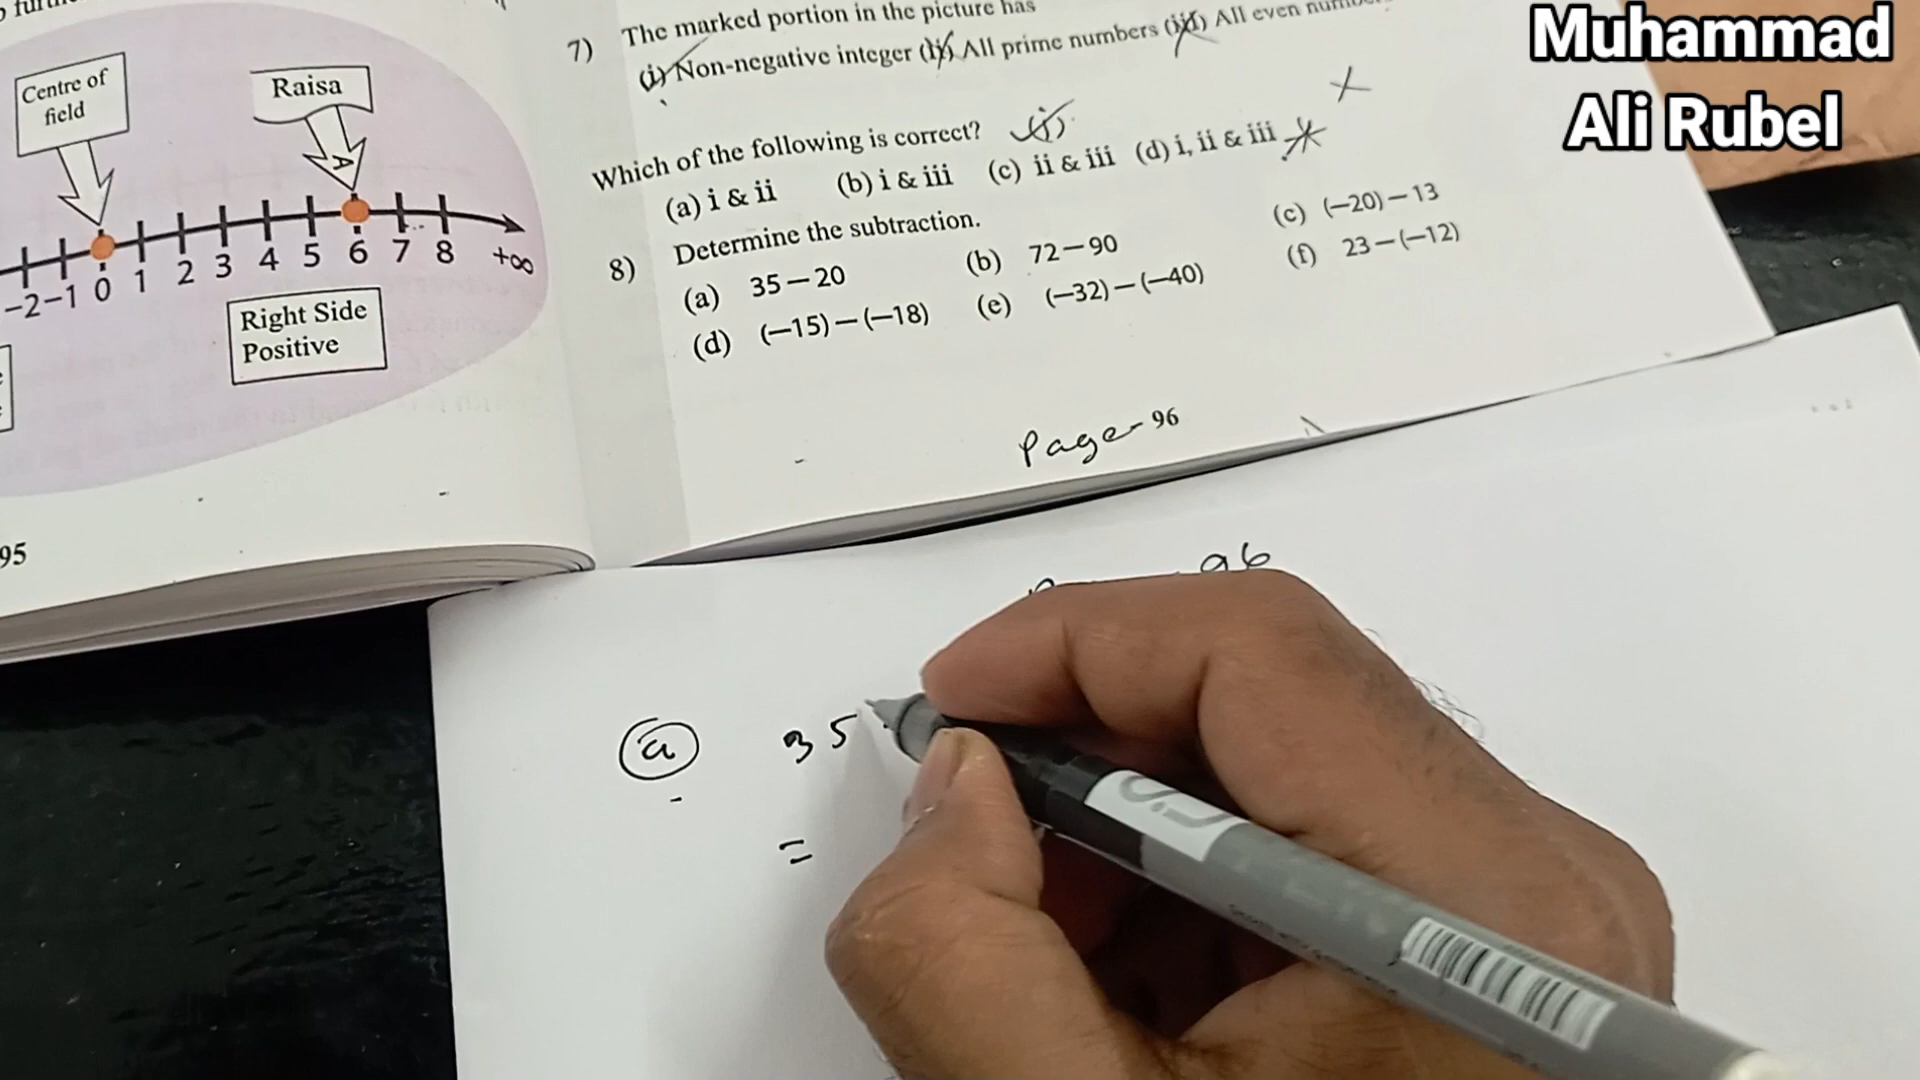 Muhammad
Ali Rubel
Centre of
field
Raisa
A
-2 -1 0 1 2 3 4 5 6 7 8 +∞
Right Side
Positive
95
7) The marked portion in the picture has
(i) Non-negative integer (ii) All prime numbers (iii) All even
Which of the following is correct? (i)
(a) i & ii (b) i & iii (c) ii & iii (d) i, ii & iii
8) Determine the subtraction.
(a) 35−20 (b) 72−90 (c) (−20)−13
(d) (−15)−(−18) (e) (−32)−(−40) (f) 23−(−12)
Page-96
96
(a) 35
=